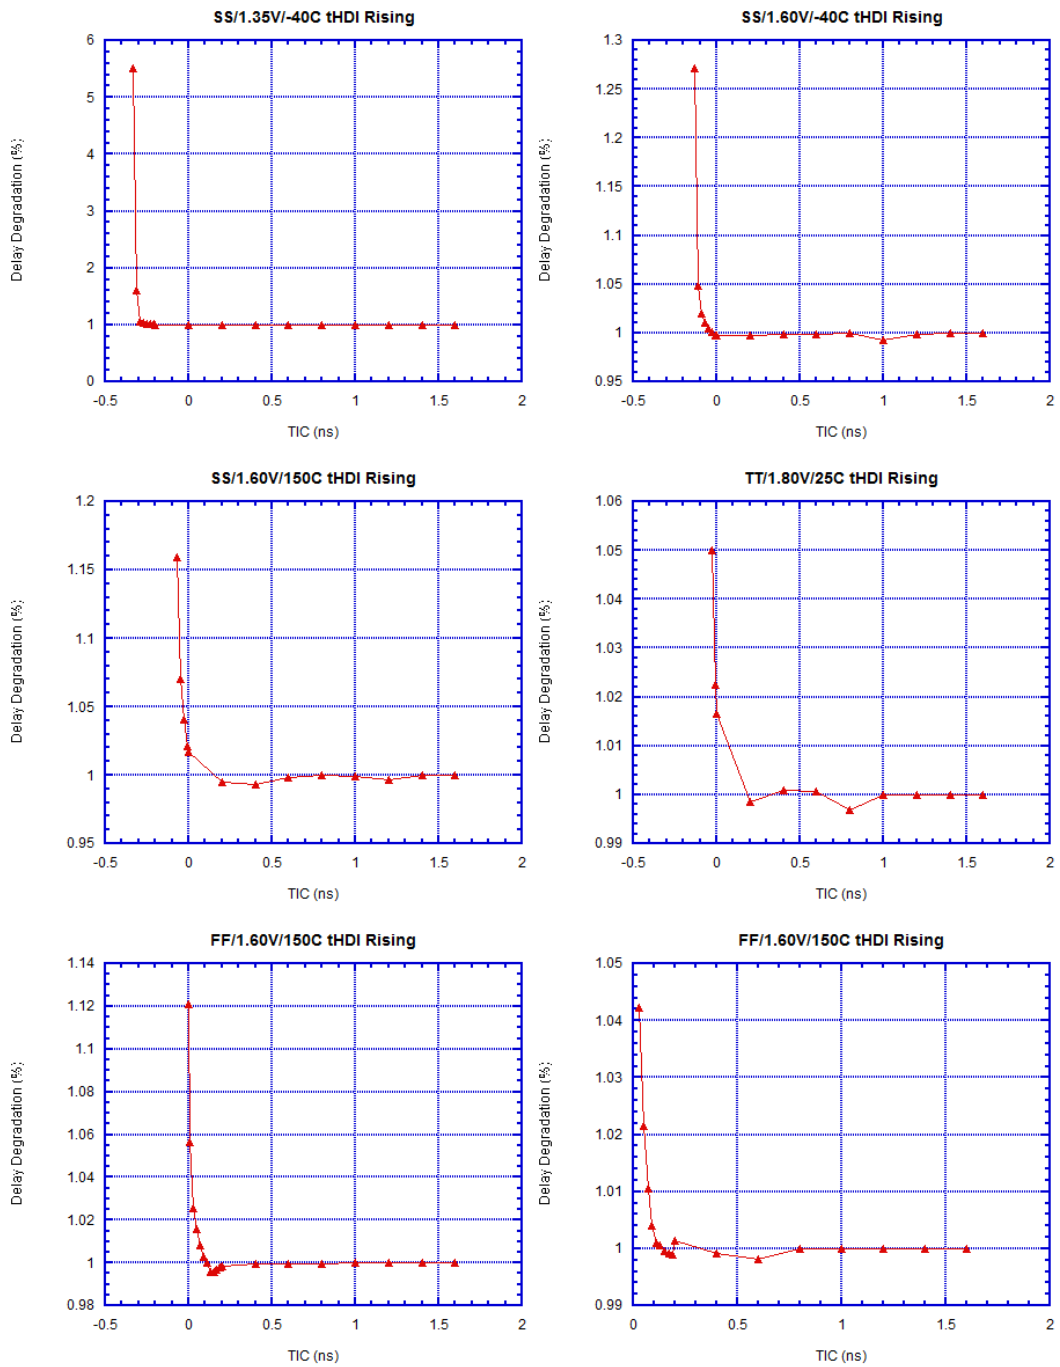 SS/1.35V/-40C tHDI Rising
6
5
4
3
2
1
0
Delay Degradation (%)
-0.5 0 0.5 1 1.5 2
TIC (ns)
SS/1.60V/-40C tHDI Rising
1.3
1.25
1.2
1.15
1.1
1.05
1
0.95
Delay Degradation (%)
-0.5 0 0.5 1 1.5 2
TIC (ns)
SS/1.60V/150C tHDI Rising
1.2
1.15
1.1
1.05
1
0.95
Delay Degradation (%)
-0.5 0 0.5 1 1.5 2
TIC (ns)
TT/1.80V/25C tHDI Rising
1.06
1.05
1.04
1.03
1.02
1.01
1
0.99
Delay Degradation (%)
-0.5 0 0.5 1 1.5 2
TIC (ns)
FF/1.60V/150C tHDI Rising
1.14
1.12
1.1
1.08
1.06
1.04
1.02
1
0.98
Delay Degradation (%)
-0.5 0 0.5 1 1.5 2
TIC (ns)
FF/1.60V/150C tHDI Rising
1.05
1.04
1.03
1.02
1.01
1
0.99
Delay Degradation (%)
0 0.5 1 1.5 2
TIC (ns)